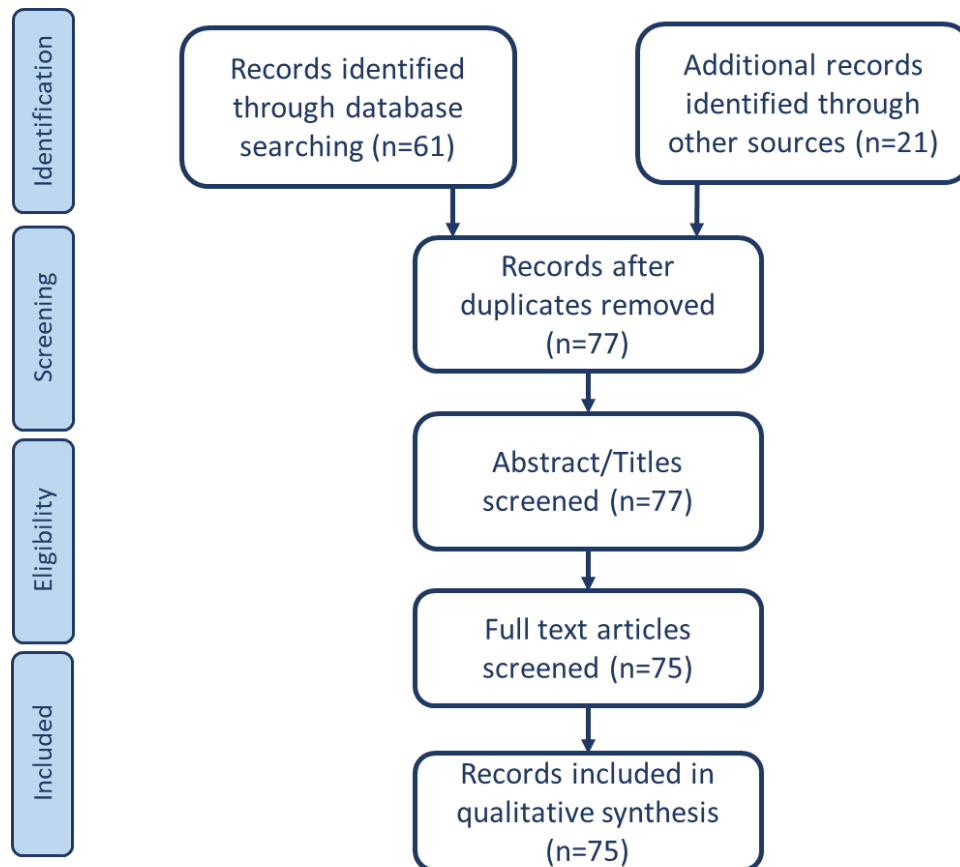 Identification
Records identified
through database
searching (n=61)
Additional records
identified through
other sources (n=21)
Screening
Records after
duplicates removed
(n=77)
Eligibility
Abstract/Titles
screened (n=77)
Full text articles
screened (n=75)
Included
Records included in
qualitative synthesis
(n=75)